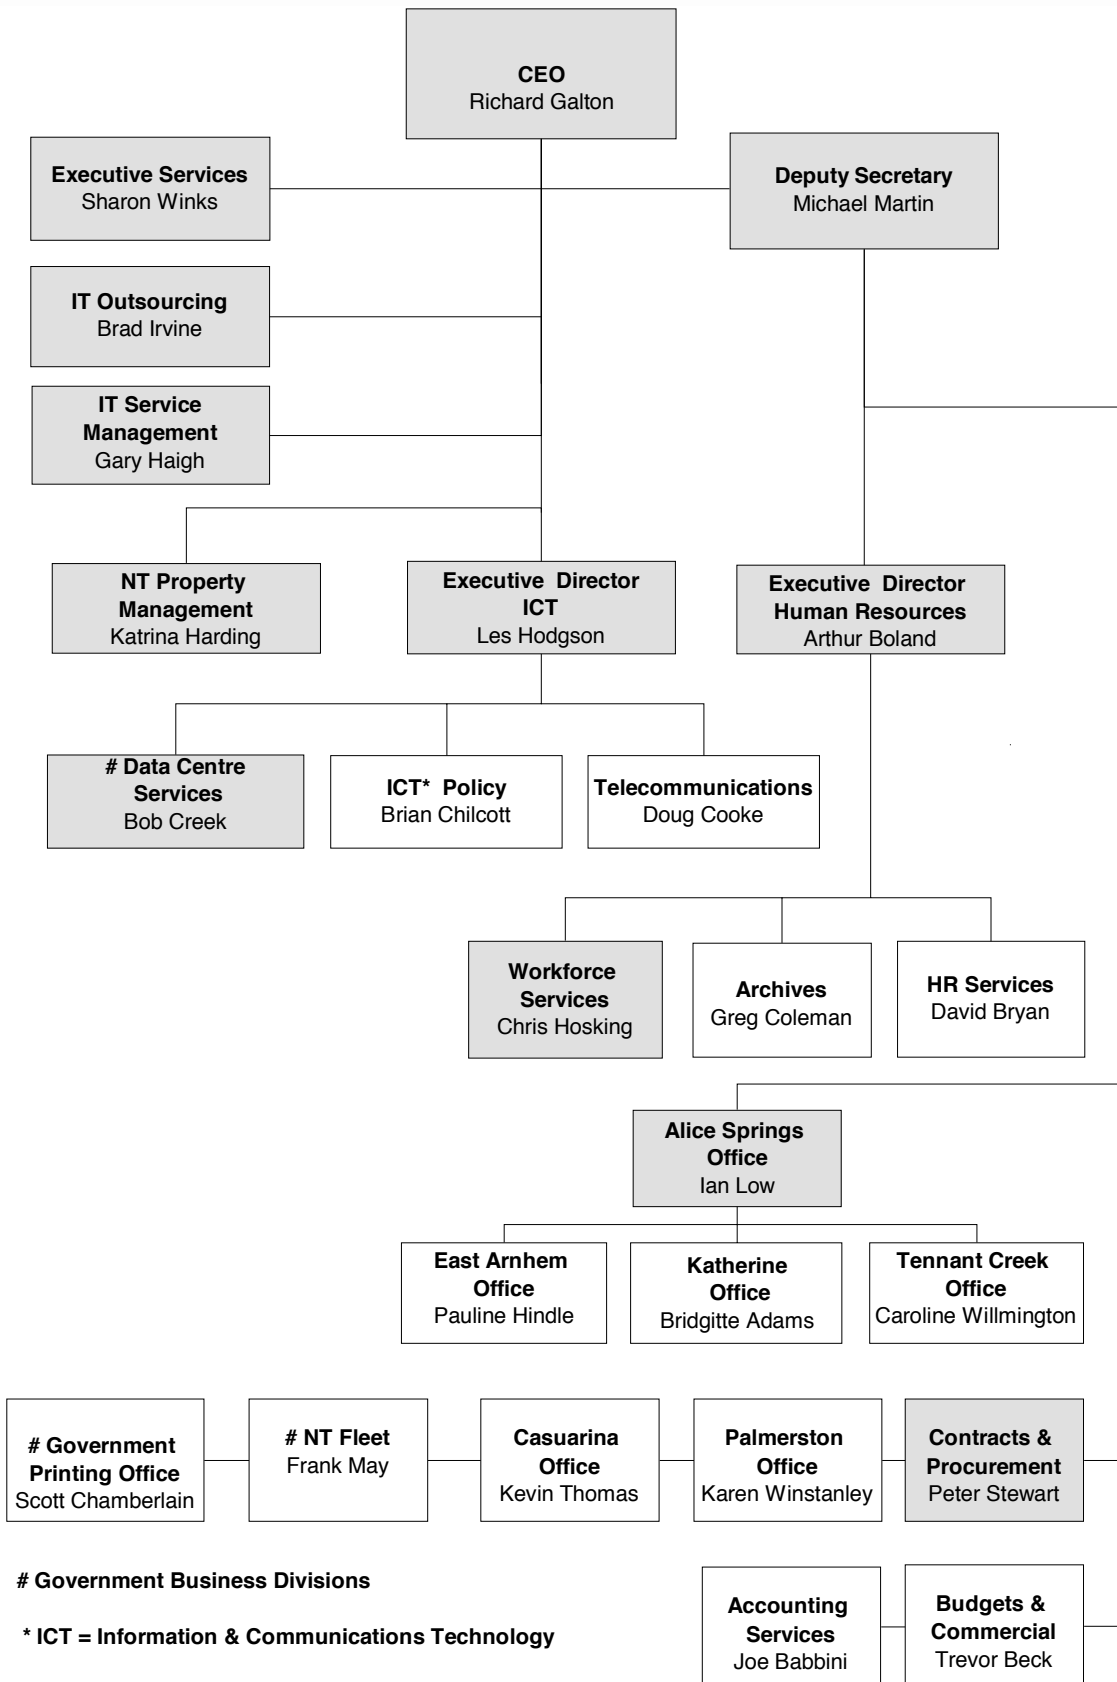 CEO
Richard Galton
Executive Services
Sharon Winks
Deputy Secretary
Michael Martin
IT Outsourcing
Brad Irvine
IT Service
Management
Gary Haigh
NT Property
Management
Katrina Harding
Executive Director
ICT
Les Hodgson
Executive Director
Human Resources
Arthur Boland
# Data Centre
Services
Bob Creek
ICT* Policy
Brian Chilcott
Telecommunications
Doug Cooke
Workforce
Services
Chris Hosking
Archives
Greg Coleman
HR Services
David Bryan
Alice Springs
Office
Ian Low
East Arnhem
Office
Pauline Hindle
Katherine
Office
Bridgitte Adams
Tennant Creek
Office
Caroline Willmington
# Government
Printing Office
Scott Chamberlain
# NT Fleet
Frank May
Casuarina
Office
Kevin Thomas
Palmerston
Office
Karen Winstanley
Contracts &
Procurement
Peter Stewart
# Government Business Divisions
* ICT = Information & Communications Technology
Accounting
Services
Joe Babbini
Budgets &
Commercial
Trevor Beck